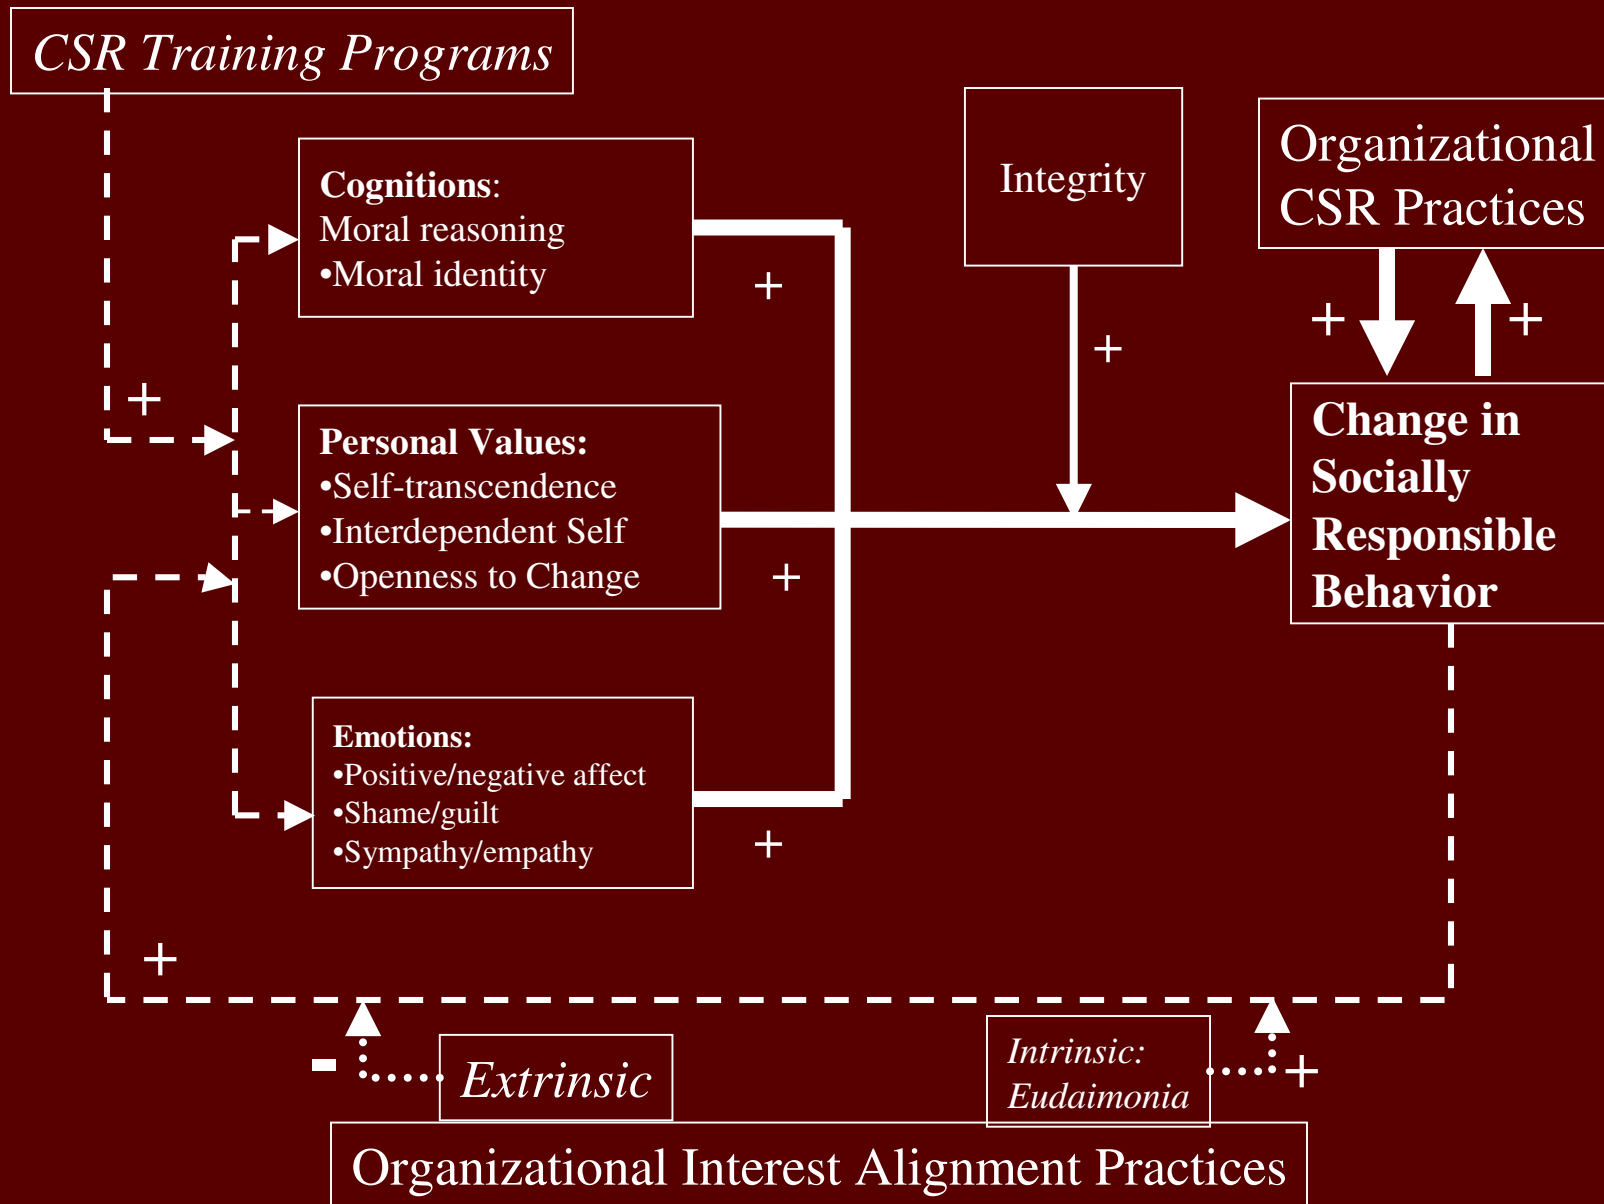 CSR Training Programs
Cognitions:
Moral reasoning
•Moral identity
+
Integrity
+
Organizational
CSR Practices
+
+
+
Personal Values:
•Self-transcendence
•Interdependent Self
•Openness to Change
+
Change in
Socially
Responsible
Behavior
Emotions:
•Positive/negative affect
•Shame/guilt
•Sympathy/empathy
+
+
-
Extrinsic
Intrinsic:
Eudaimonia
+
Organizational Interest Alignment Practices